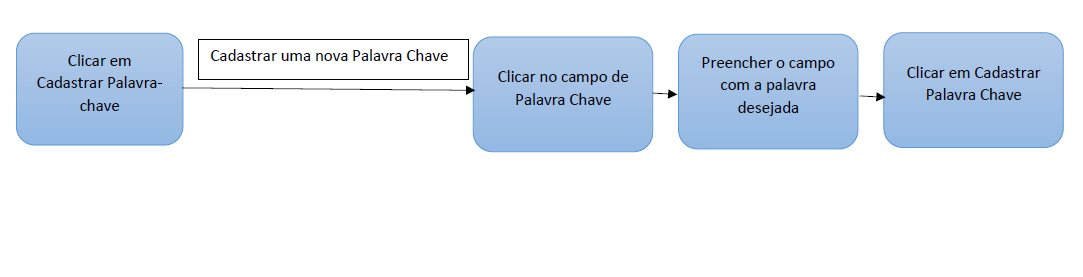 Clicar em
Cadastrar Palavra-
chave
Cadastrar uma nova Palavra Chave
Clicar no campo de
Palavra Chave
Preencher o campo
com a palavra
desejada
Clicar em Cadastrar
Palavra Chave